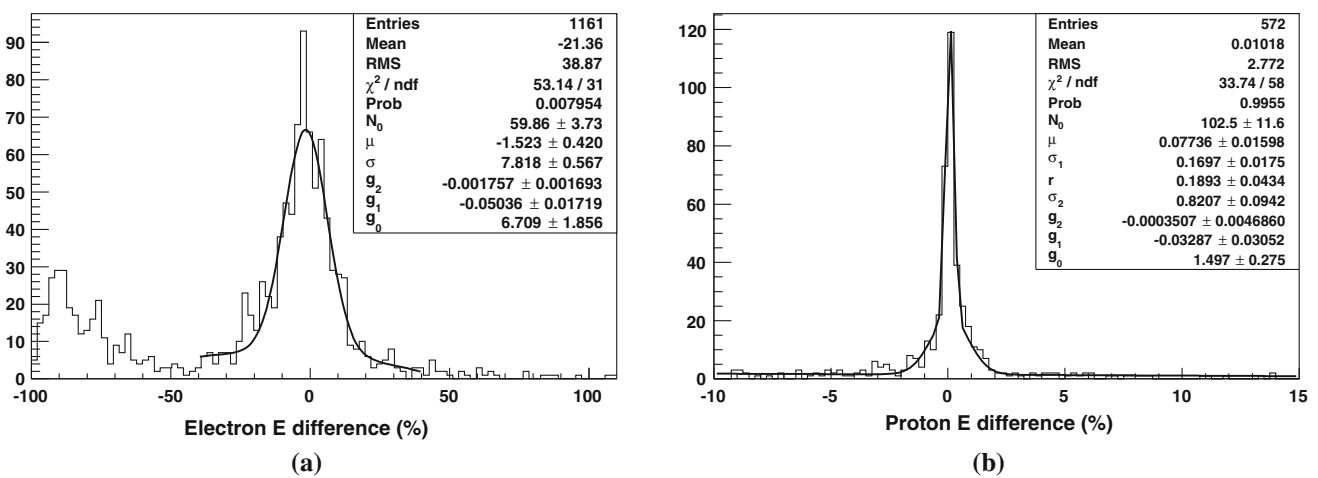 Entries 1161
Mean -21.36
RMS 38.87
χ² / ndf 53.14 / 31
Prob 0.007954
N₀ 59.86 ± 3.73
μ -1.523 ± 0.420
σ 7.818 ± 0.567
g₂ -0.001757 ± 0.001693
g₁ -0.05036 ± 0.01719
g₀ 6.709 ± 1.856
90
80
70
60
50
40
30
20
10
0
-100 -50 0 50 100
Electron E difference (%)
(a)
Entries 572
Mean 0.01018
RMS 2.772
χ² / ndf 33.74 / 58
Prob 0.9955
N₀ 102.5 ± 11.6
μ 0.07736 ± 0.01598
σ₁ 0.1697 ± 0.0175
r 0.1893 ± 0.0434
σ₂ 0.8207 ± 0.0942
g₂ -0.0003507 ± 0.0046860
g₁ -0.03287 ± 0.03052
g₀ 1.497 ± 0.275
120
100
80
60
40
20
0
-10 -5 0 5 10 15
Proton E difference (%)
(b)